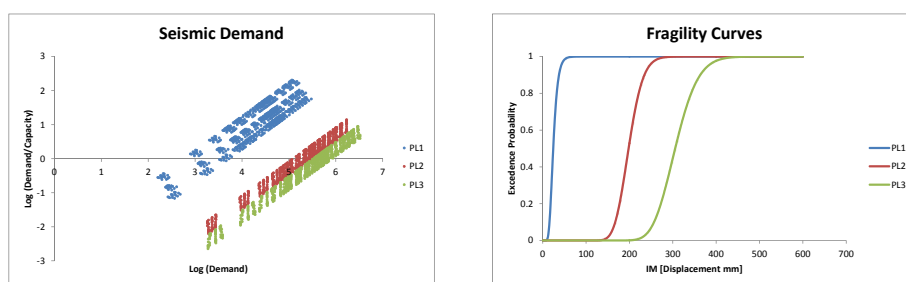 Seismic Demand
3
2
1
0
-1
-2
-3
0 1 2 3 4 5 6 7
Log (Demand/Capacity)
Log (Demand)
PL1
PL2
PL3
Fragility Curves
1
0.8
0.6
0.4
0.2
0
0 100 200 300 400 500 600 700
Excedence Probability
IM [Displacement mm]
PL1
PL2
PL3